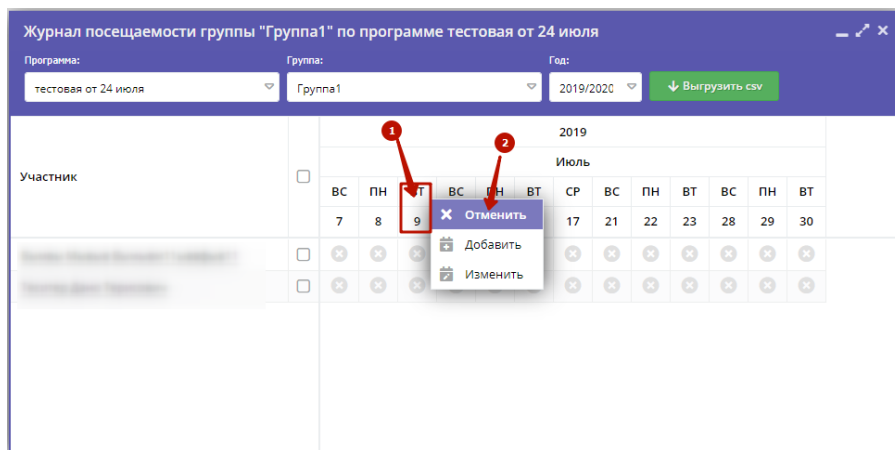 Журнал посещаемости группы "Группа1" по программе тестовая от 24 июля
Программа: Группа: Год:
тестовая от 24 июля Группа1 2019/2020 Выгрузить csv
1
2
2019
Июль
Участник
ВС ПН ВТ ВС ПН ВТ СР ВС ПН ВТ ВС ПН ВТ
7 8 9 17 21 22 23 28 29 30
Отменить
Добавить
Изменить